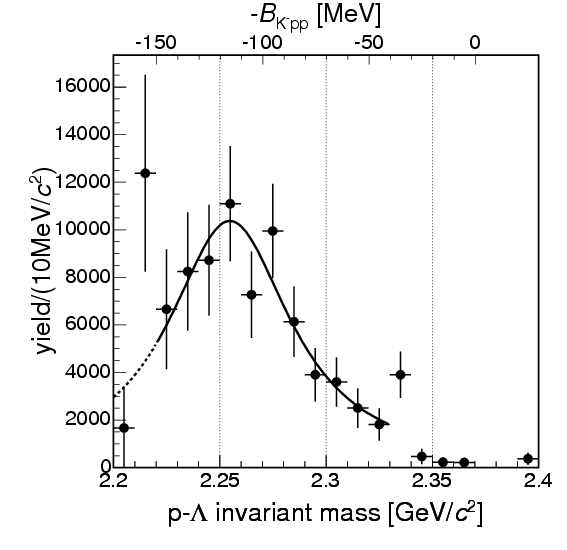 -B_K-pp [MeV]
-150 -100 -50 0
yield/(10MeV/c²)
16000
14000
12000
10000
8000
6000
4000
2000
0
2.2 2.25 2.3 2.35 2.4
p-Λ invariant mass [GeV/c²]